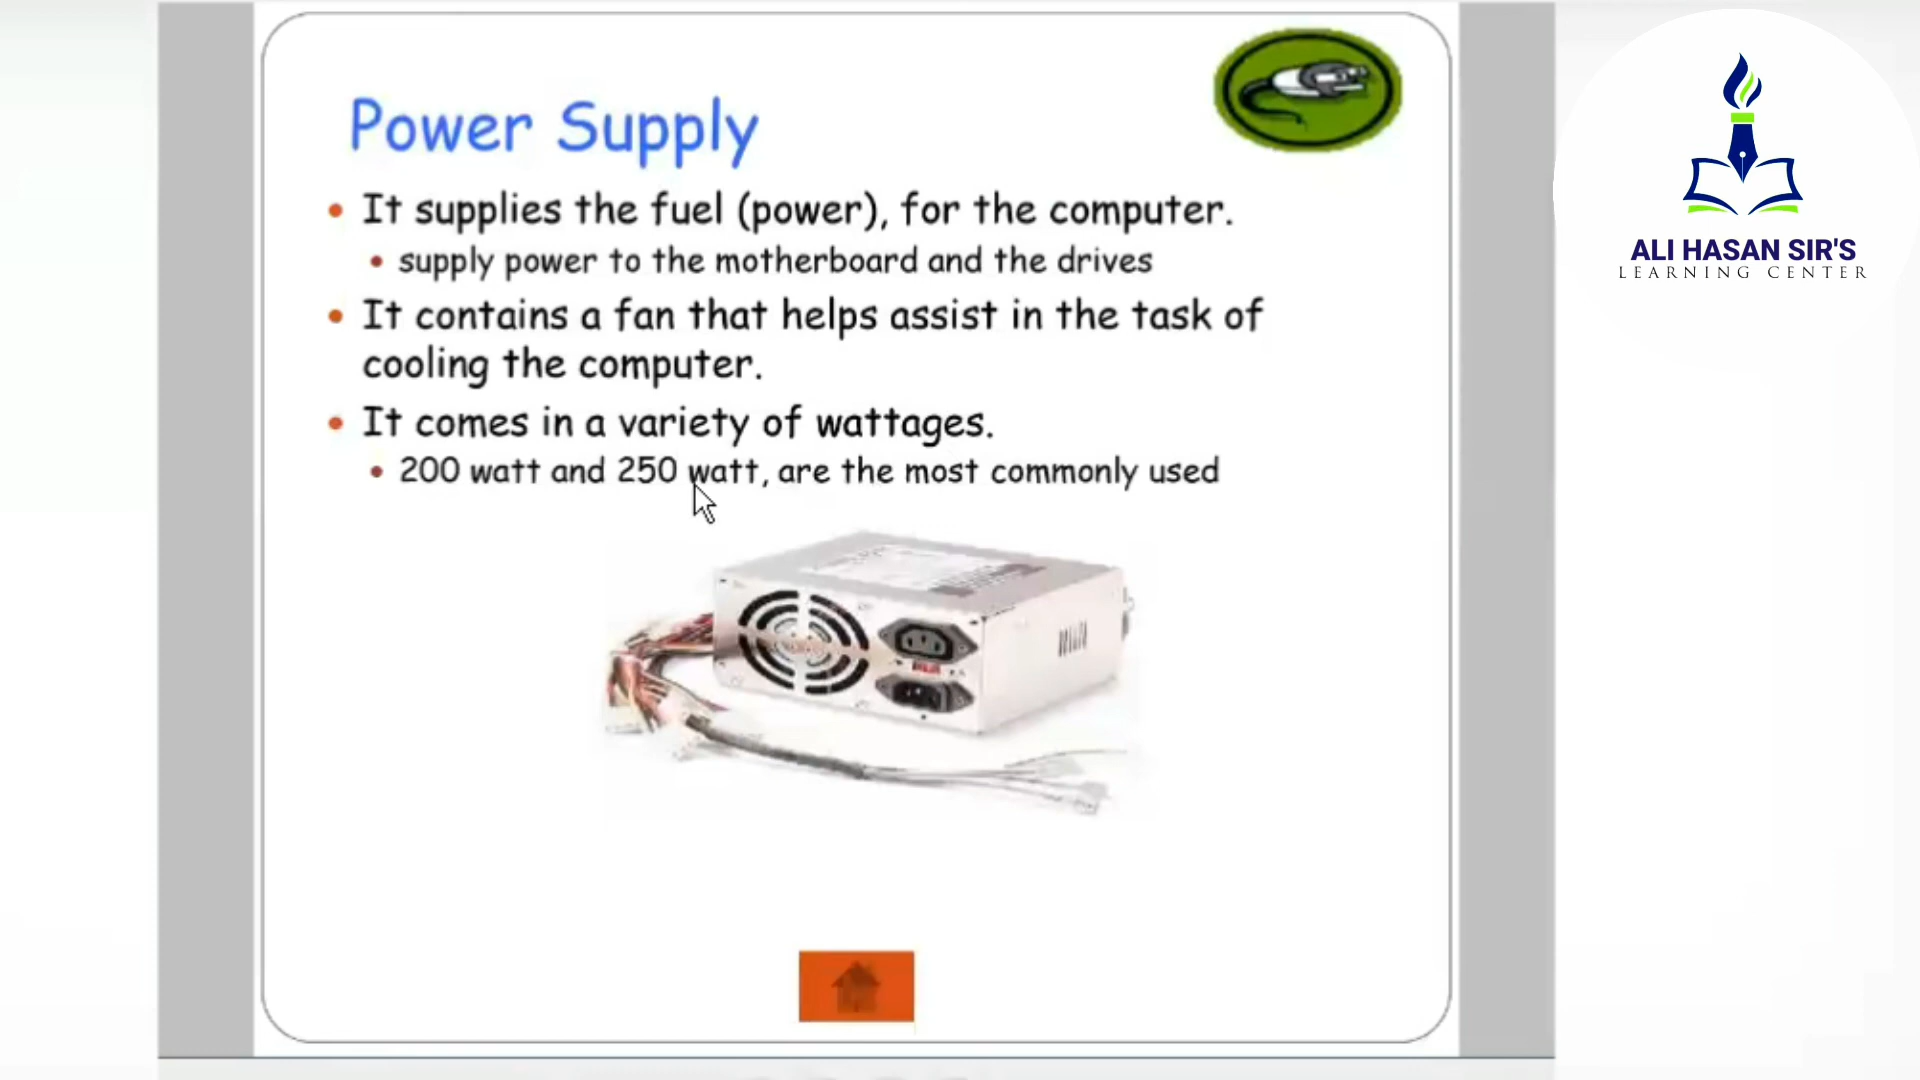 Power Supply
It supplies the fuel (power), for the computer.
supply power to the motherboard and the drives
It contains a fan that helps assist in the task of
cooling the computer.
It comes in a variety of wattages.
200 watt and 250 watt, are the most commonly used
ALI HASAN SIR'S
LEARNING CENTER